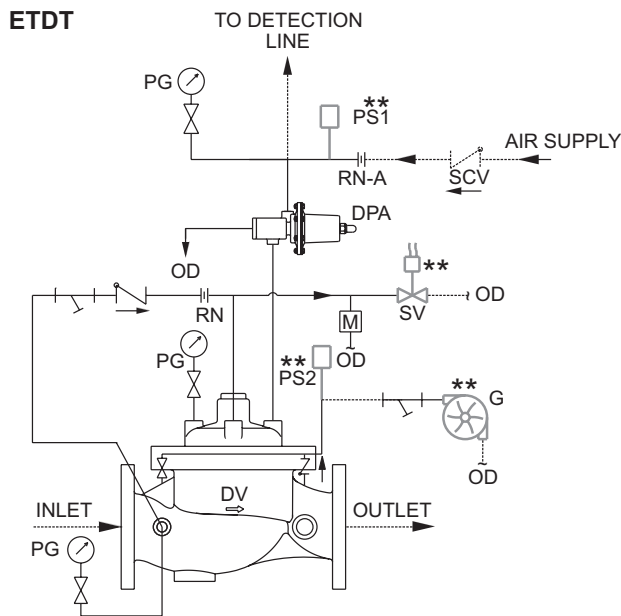 ETDT
TO DETECTION
LINE
PG
**
PS1
AIR SUPPLY
RN-A
SCV
DPA
OD
**
RN
SV
OD
M
OD
PG
**
PS2
**
G
OD
DV
INLET
OUTLET
PG